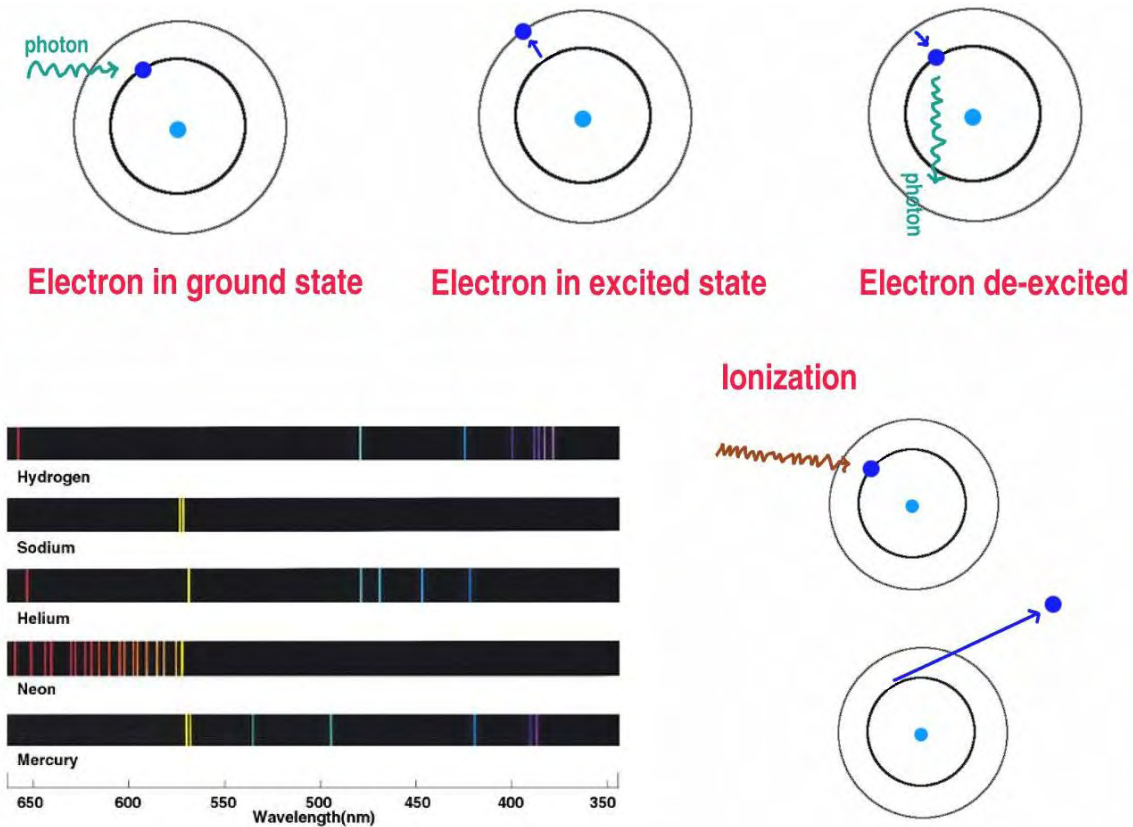 photon
photon
Electron in ground state
Electron in excited state
Electron de-excited
Ionization
Hydrogen
Sodium
Helium
Neon
Mercury
650 600 550 500 450 400 350
Wavelength(nm)